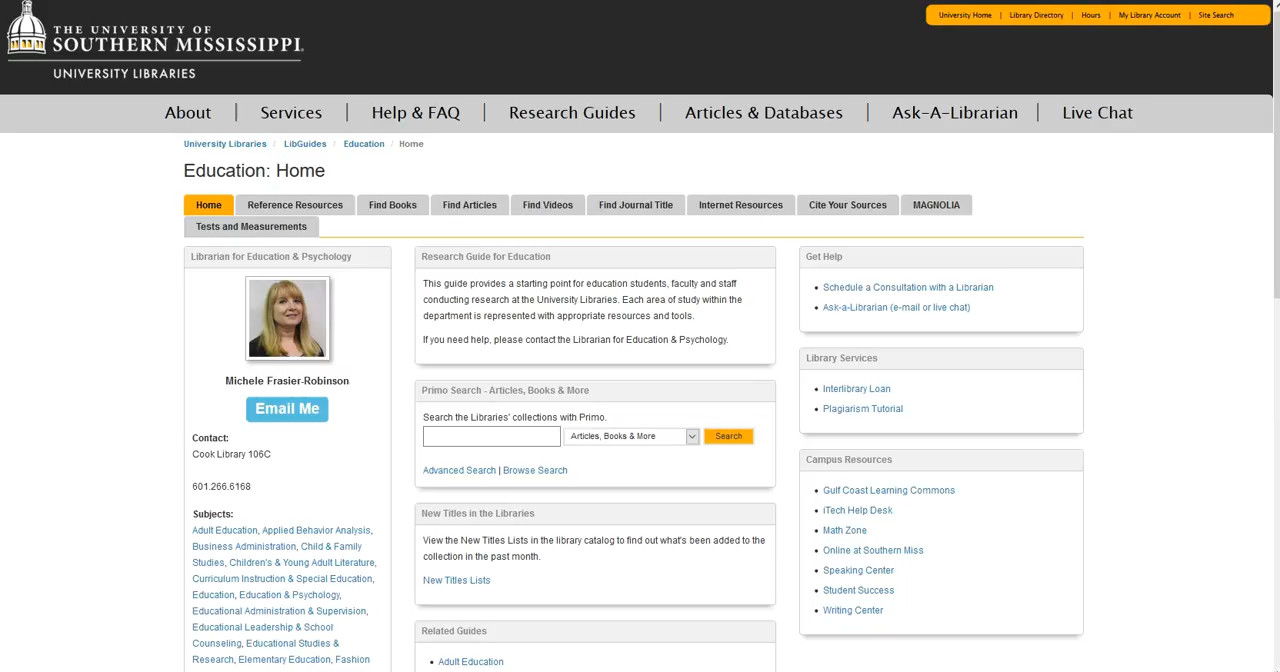 THE UNIVERSITY OF
SOUTHERN MISSISSIPPI
UNIVERSITY LIBRARIES
University Home | Library Directory | Hours | My Library Account | Site Search
About | Services | Help & FAQ | Research Guides | Articles & Databases | Ask-A-Librarian | Live Chat
University Libraries / LibGuides / Education / Home
Education: Home
Home Reference Resources Find Books Find Articles Find Videos Find Journal Title Internet Resources Cite Your Sources MAGNOLIA
Tests and Measurements
Librarian for Education & Psychology
Michele Frasier-Robinson
Email Me
Contact:
Cook Library 106C
601.266.6168
Subjects:
Adult Education, Applied Behavior Analysis,
Business Administration, Child & Family
Studies, Children's & Young Adult Literature,
Curriculum Instruction & Special Education,
Education, Education & Psychology,
Educational Administration & Supervision,
Educational Leadership & School
Counseling, Educational Studies &
Research, Elementary Education, Fashion
Research Guide for Education
This guide provides a starting point for education students, faculty and staff
conducting research at the University Libraries. Each area of study within the
department is represented with appropriate resources and tools.
If you need help, please contact the Librarian for Education & Psychology.
Primo Search - Articles, Books & More
Search the Libraries' collections with Primo.
Articles, Books & More Search
Advanced Search | Browse Search
New Titles in the Libraries
View the New Titles Lists in the library catalog to find out what's been added to the
collection in the past month.
New Titles Lists
Related Guides
• Adult Education
Get Help
• Schedule a Consultation with a Librarian
• Ask-a-Librarian (e-mail or live chat)
Library Services
• Interlibrary Loan
• Plagiarism Tutorial
Campus Resources
• Gulf Coast Learning Commons
• iTech Help Desk
• Math Zone
• Online at Southern Miss
• Speaking Center
• Student Success
• Writing Center